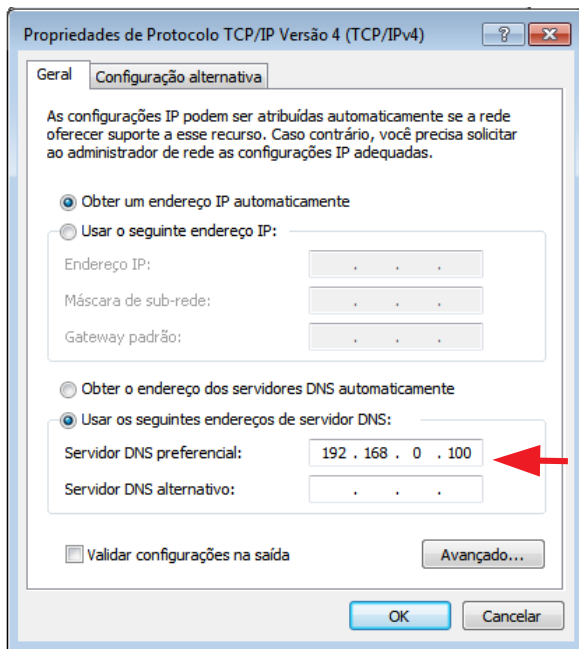 Propriedades de Protocolo TCP/IP Versão 4 (TCP/IPv4)
Geral
Configuração alternativa
As configurações IP podem ser atribuídas automaticamente se a rede
oferecer suporte a esse recurso. Caso contrário, você precisa solicitar
ao administrador de rede as configurações IP adequadas.
Obter um endereço IP automaticamente
Usar o seguinte endereço IP:
Endereço IP:
Máscara de sub-rede:
Gateway padrão:
Obter o endereço dos servidores DNS automaticamente
Usar os seguintes endereços de servidor DNS:
Servidor DNS preferencial: 192 . 168 . 0 . 100
Servidor DNS alternativo:
Validar configurações na saída
Avançado...
OK
Cancelar